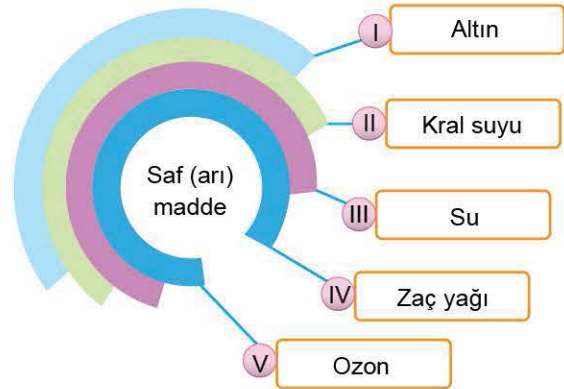 I
Altın
II
Kral suyu
Saf (arı)
madde
III
Su
IV
Zaç yağı
V
Ozon